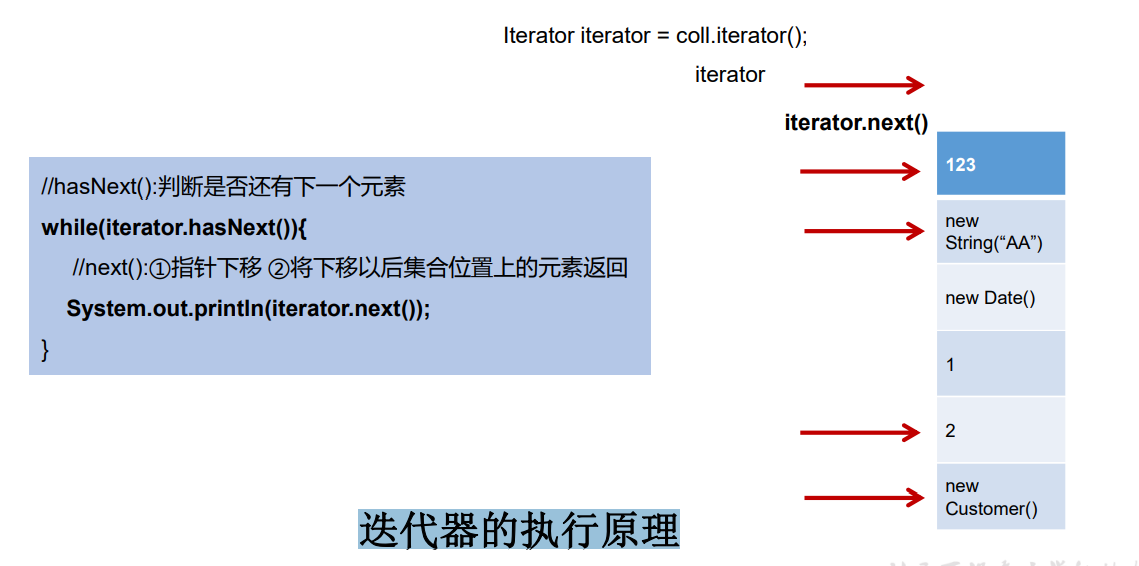 Iterator iterator = coll.iterator();
iterator
iterator.next()
//hasNext():判断是否还有下一个元素
while(iterator.hasNext()){
//next():①指针下移 ②将下移以后集合位置上的元素返回
System.out.println(iterator.next());
}
123
new
String(“AA”)
new Date()
1
2
new
Customer()
迭代器的执行原理